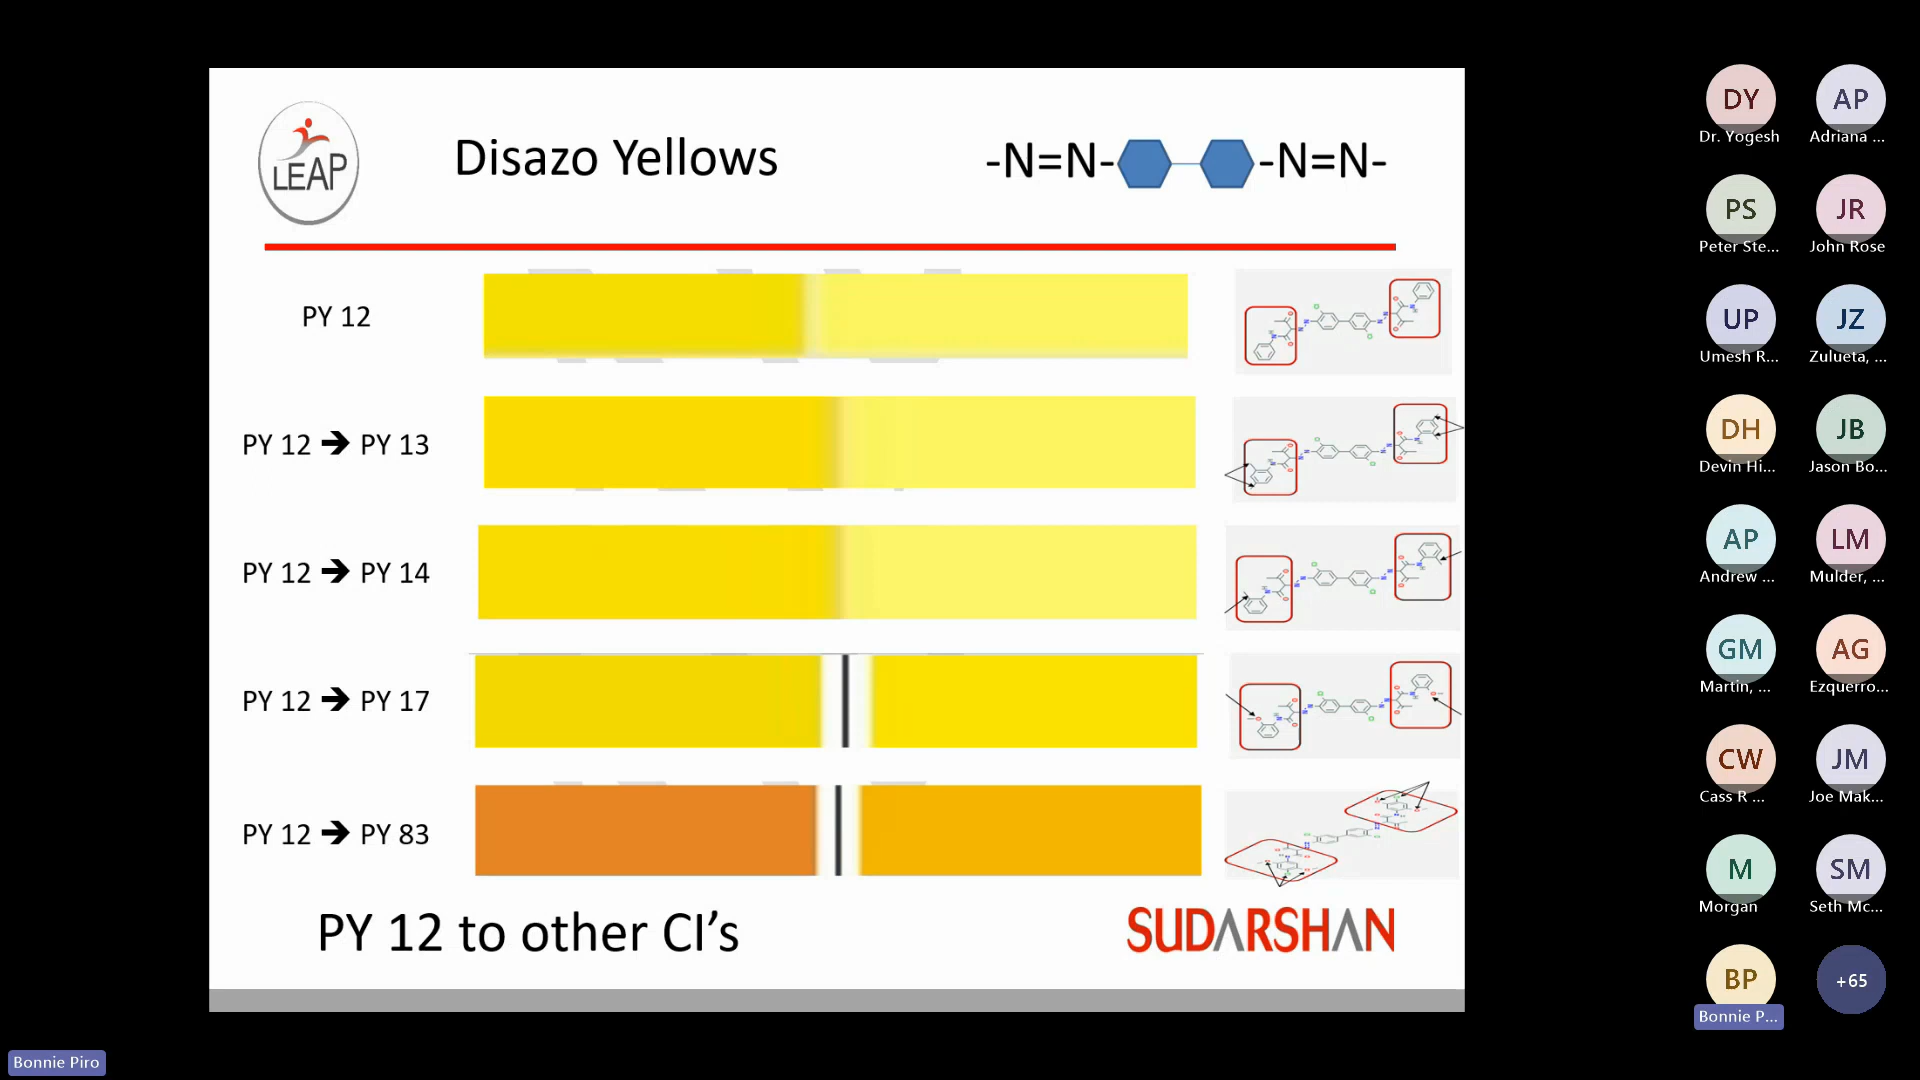 LEAP
Disazo Yellows
-N=N- -N=N-
PY 12
PY 12 → PY 13
PY 12 → PY 14
PY 12 → PY 17
PY 12 → PY 83
PY 12 to other CI’s
SUDARSHAN
DY AP
Dr. Yogesh Adriana ...
PS JR
Peter Ste... John Rose
UP JZ
Umesh R... Zulueta, ...
DH JB
Devin Hi... Jason Bo...
AP LM
Andrew ... Mulder, ...
GM AG
Martin, ... Ezquerro...
CW JM
Cass R ... Joe Mak...
M SM
Morgan Seth Mc...
BP +65
Bonnie P...
Bonnie Piro